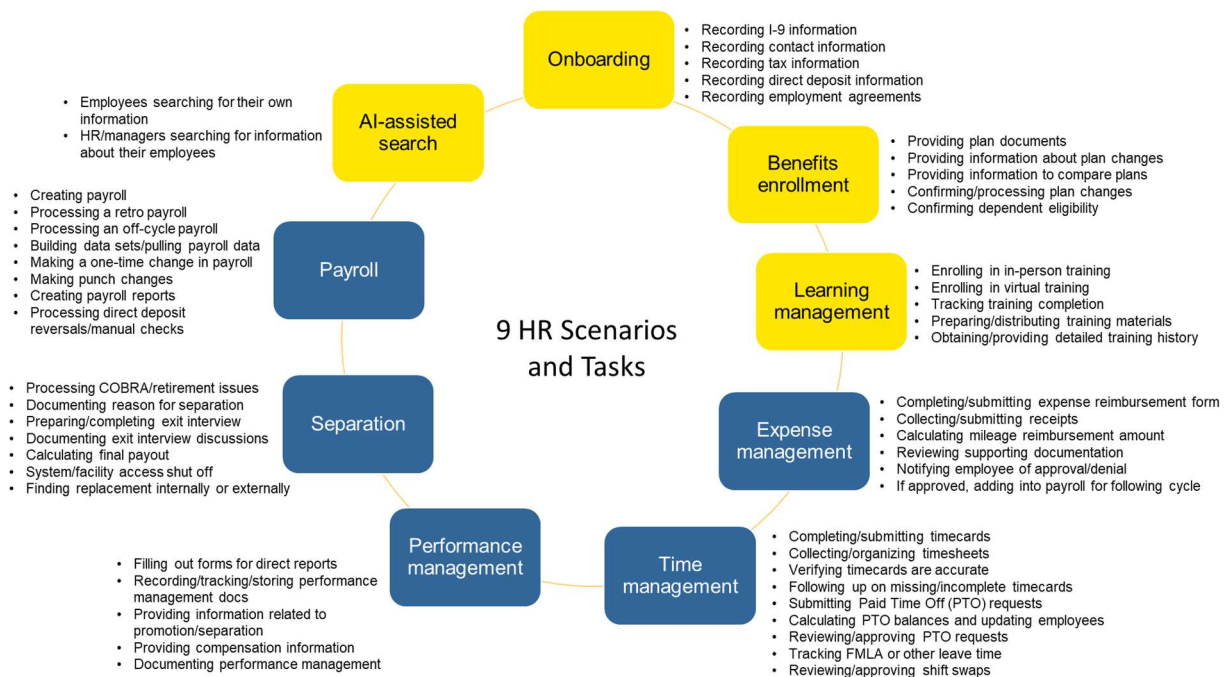 Onboarding
• Recording I-9 information
• Recording contact information
• Recording tax information
• Recording direct deposit information
• Recording employment agreements
Benefits
enrollment
• Providing plan documents
• Providing information about plan changes
• Providing information to compare plans
• Confirming/processing plan changes
• Confirming dependent eligibility
Learning
management
• Enrolling in in-person training
• Enrolling in virtual training
• Tracking training completion
• Preparing/distributing training materials
• Obtaining/providing detailed training history
Expense
management
• Completing/submitting expense reimbursement form
• Collecting/submitting receipts
• Calculating mileage reimbursement amount
• Reviewing supporting documentation
• Notifying employee of approval/denial
• If approved, adding into payroll for following cycle
Time
management
• Completing/submitting timecards
• Collecting/organizing timesheets
• Verifying timecards are accurate
• Following up on missing/incomplete timecards
• Submitting Paid Time Off (PTO) requests
• Calculating PTO balances and updating employees
• Reviewing/approving PTO requests
• Tracking FMLA or other leave time
• Reviewing/approving shift swaps
Performance
management
• Filling out forms for direct reports
• Recording/tracking/storing performance
management docs
• Providing information related to
promotion/separation
• Providing compensation information
• Documenting performance management
Separation
• Processing COBRA/retirement issues
• Documenting reason for separation
• Preparing/completing exit interview
• Documenting exit interview discussions
• Calculating final payout
• System/facility access shut off
• Finding replacement internally or externally
Payroll
• Creating payroll
• Processing a retro payroll
• Processing an off-cycle payroll
• Building data sets/pulling payroll data
• Making a one-time change in payroll
• Making punch changes
• Creating payroll reports
• Processing direct deposit
reversals/manual checks
AI-assisted
search
• Employees searching for their own
information
• HR/managers searching for information
about their employees
9 HR Scenarios
and Tasks